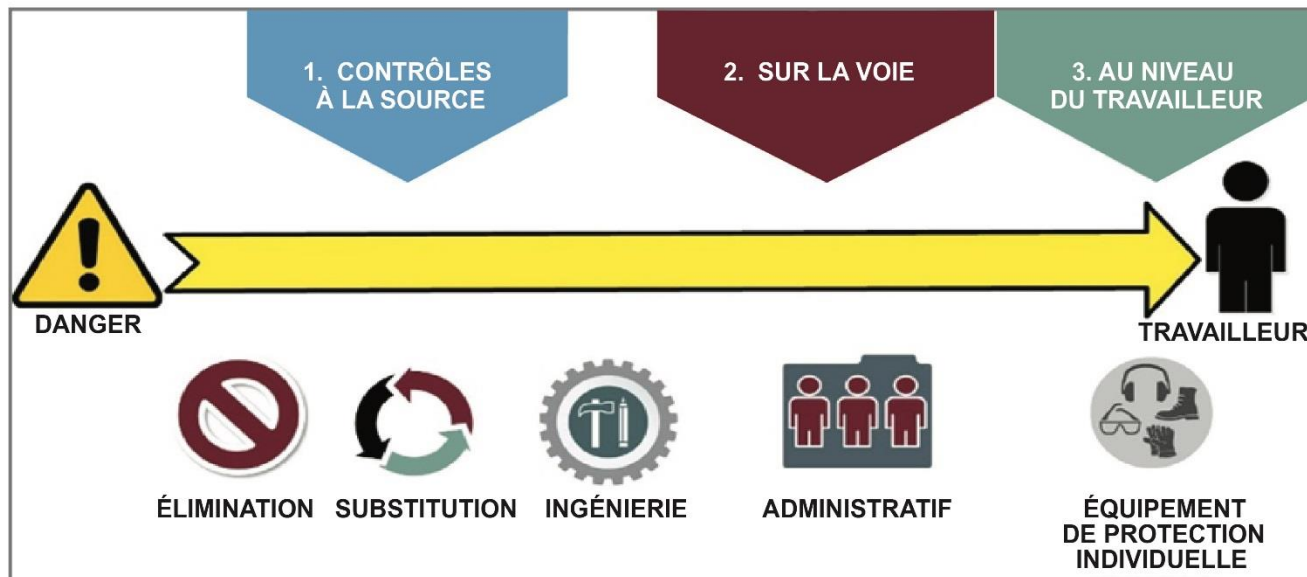 1. CONTRÔLES
À LA SOURCE
2. SUR LA VOIE
3. AU NIVEAU
DU TRAVAILLEUR
DANGER
TRAVAILLEUR
ÉLIMINATION
SUBSTITUTION
INGÉNIERIE
ADMINISTRATIF
ÉQUIPEMENT
DE PROTECTION
INDIVIDUELLE